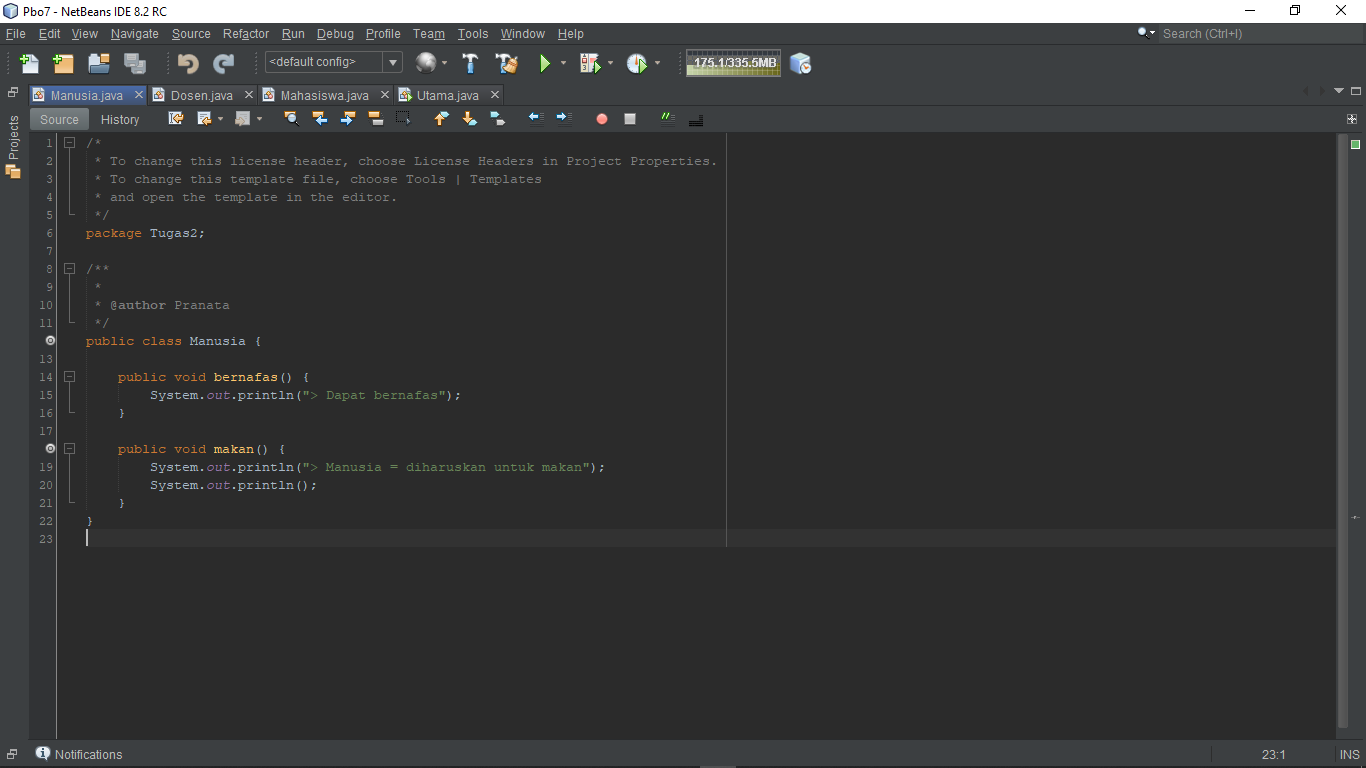 Pbo7 - NetBeans IDE 8.2 RC
File Edit View Navigate Source Refactor Run Debug Profile Team Tools Window Help
Search (Ctrl+I)
<default config>
175.1/335.5MB
Manusia.java Dosen.java Mahasiswa.java Utama.java
Projects
Source History
1 /*
2 * To change this license header, choose License Headers in Project Properties.
3 * To change this template file, choose Tools | Templates
4 * and open the template in the editor.
5 */
6 package Tugas2;
7
8 /**
9 *
10 * @author Pranata
11 */
public class Manusia {
13
14 public void bernafas() {
15 System.out.println("> Dapat bernafas");
16 }
17
public void makan() {
19 System.out.println("> Manusia = diharuskan untuk makan");
20 System.out.println();
21 }
22 }
23
Notifications
23:1 INS